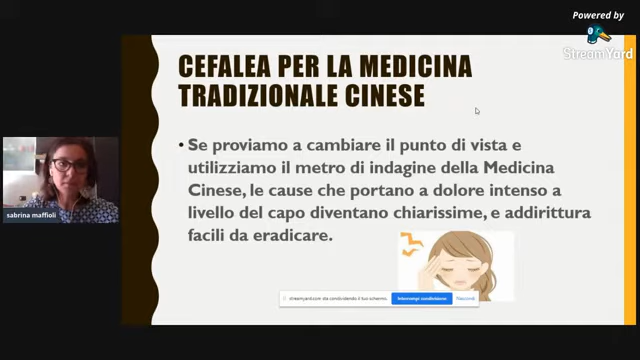 Powered by
StreamYard
CEFALEA PER LA MEDICINA
TRADIZIONALE CINESE
• Se proviamo a cambiare il punto di vista e
utilizziamo il metro di indagine della Medicina
Cinese, le cause che portano a dolore intenso a
livello del capo diventano chiarissime, e addirittura
facili da eradicare.
sabrina maffioli
streamyard.com sta condividendo il tuo schermo.
Interrompi condivisione
Nascondi